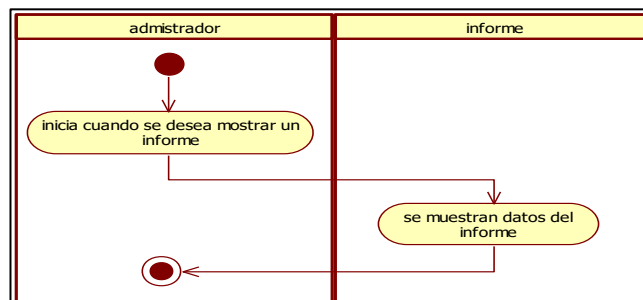 admistrador
informe
inicia cuando se desea mostrar un
informe
se muestran datos del
informe